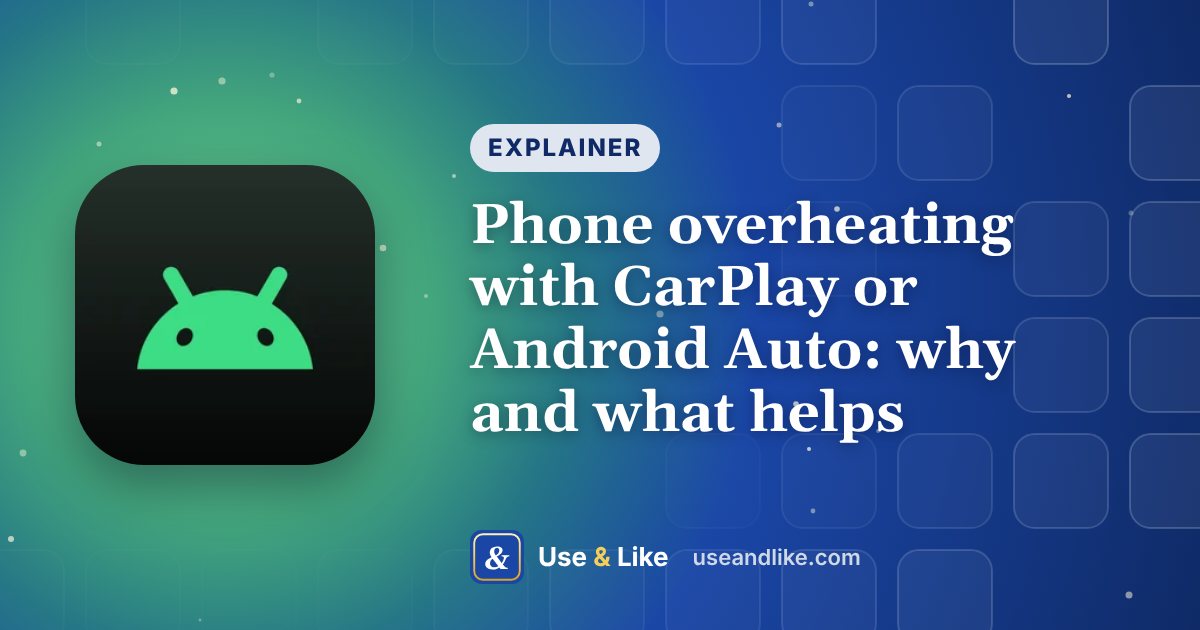 EXPLAINER
Phone overheating
with CarPlay or
Android Auto: why
and what helps
& Use & Like useandlike.com